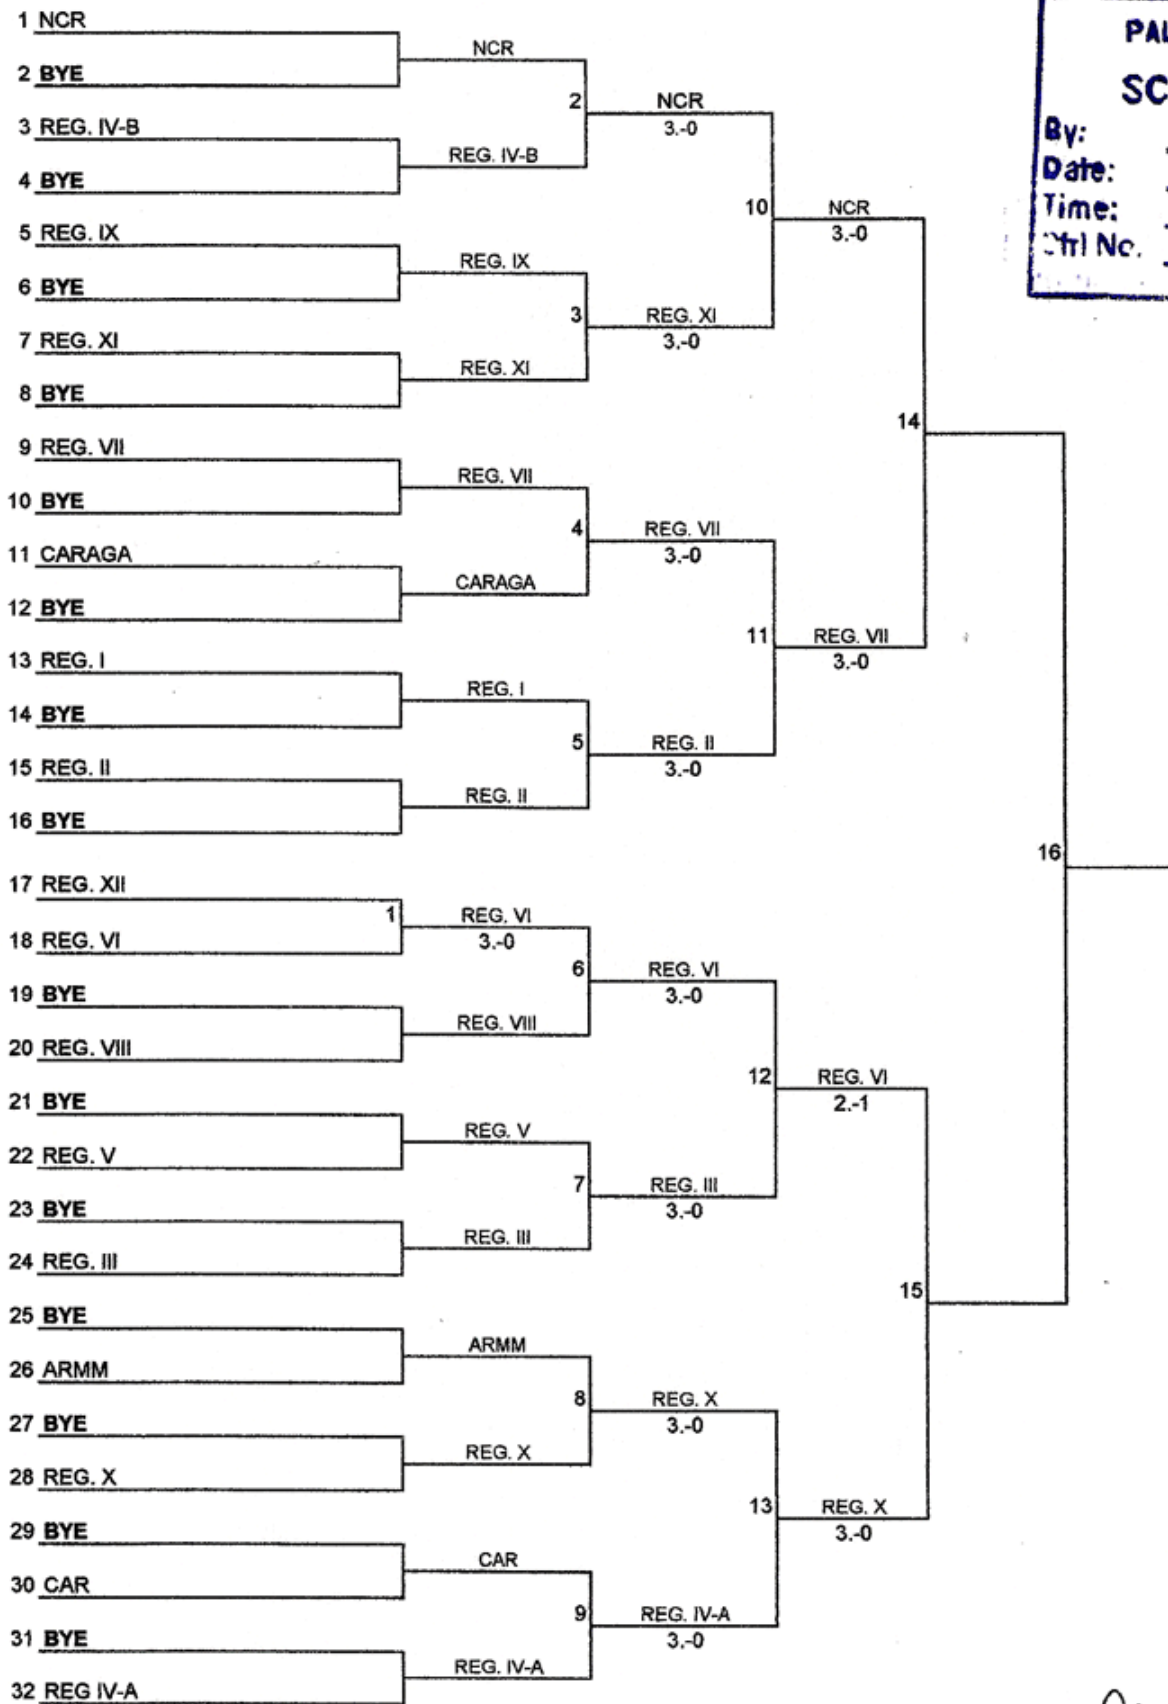 1 NCR
2 BYE
3 REG. IV-B
4 BYE
5 REG. IX
6 BYE
7 REG. XI
8 BYE
9 REG. VII
10 BYE
11 CARAGA
12 BYE
13 REG. I
14 BYE
15 REG. II
16 BYE
17 REG. XII
18 REG. VI
19 BYE
20 REG. VIII
21 BYE
22 REG. V
23 BYE
24 REG. III
25 BYE
26 ARMM
27 BYE
28 REG. X
29 BYE
30 CAR
31 BYE
32 REG IV-A
NCR
REG. IV-B
REG. IX
REG. XI
REG. VII
CARAGA
REG. I
REG. II
1
REG. VI
3.-0
REG. VIII
REG. V
REG. III
ARMM
REG. X
CAR
REG. IV-A
2
NCR
3.-0
3
REG. XI
3.-0
4
REG. VII
3.-0
5
REG. II
3.-0
6
REG. VI
3.-0
7
REG. III
3.-0
8
REG. X
3.-0
9
REG. IV-A
3.-0
10
NCR
3.-0
11
REG. VII
3.-0
12
REG. VI
2.-1
13
REG. X
3.-0
14
15
16
PAL
SC
By:
Date:
Time:
No.